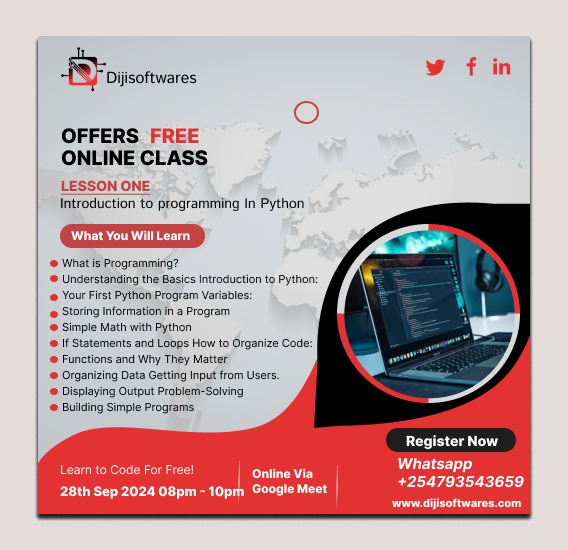 Dijisoftwares
OFFERS FREE
ONLINE CLASS
LESSON ONE
Introduction to programming In Python
What You Will Learn
What is Programming?
Understanding the Basics Introduction to Python:
Your First Python Program Variables:
Storing Information in a Program
Simple Math with Python
If Statements and Loops How to Organize Code:
Functions and Why They Matter
Organizing Data Getting Input from Users.
Displaying Output Problem-Solving
Building Simple Programs
Register Now
Learn to Code For Free!
28th Sep 2024 08pm - 10pm
Online Via
Google Meet
Whatsapp
+254793543659
www.dijisoftwares.com